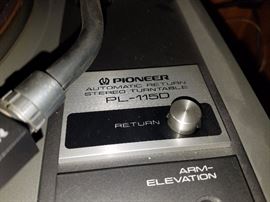 PIONEER
AUTOMATIC RETURN
STEREO TURNTABLE
PL-115D
RETURN
ARM-
ELEVATION